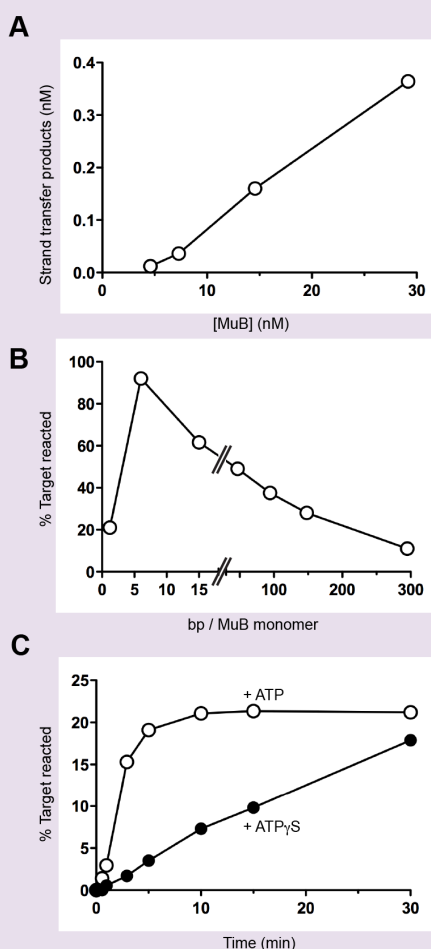 A
0.4
0.3
0.2
0.1
0.0
0 10 20 30
Strand transfer products (nM)
[MuB] (nM)
B
100
80
60
40
20
0
0 5 10 15 100 200 300
% Target reacted
bp / MuB monomer
C
25
20
15
10
5
0
0 10 20 30
% Target reacted
+ ATP
+ ATPγS
Time (min)